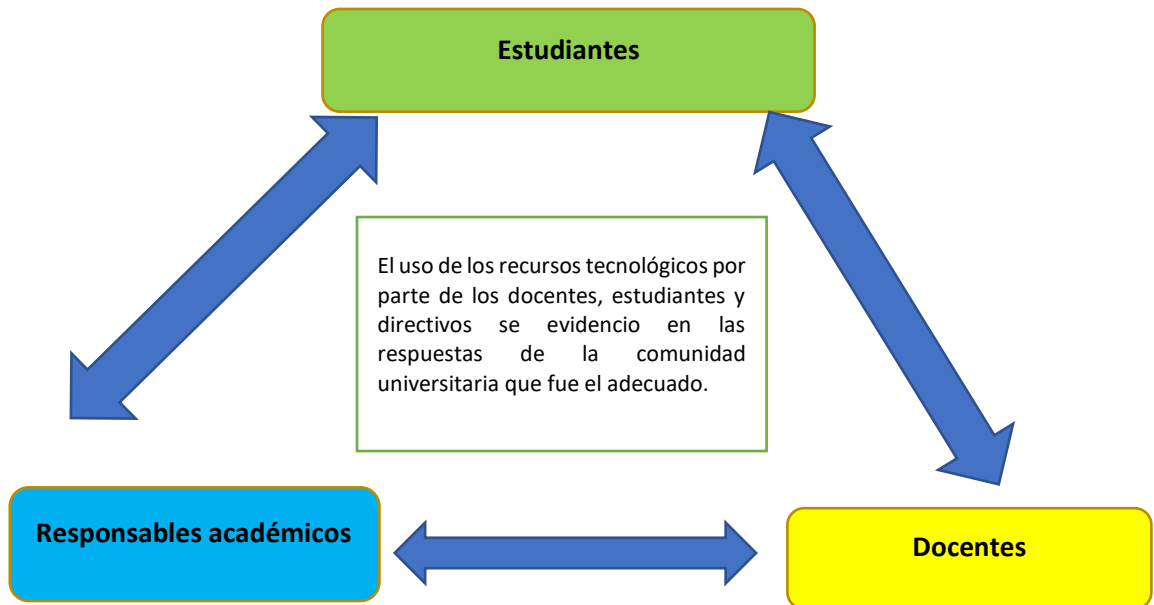 Estudiantes
El uso de los recursos tecnológicos por
parte de los docentes, estudiantes y
directivos se evidencio en las
respuestas de la comunidad
universitaria que fue el adecuado.
Responsables académicos
Docentes